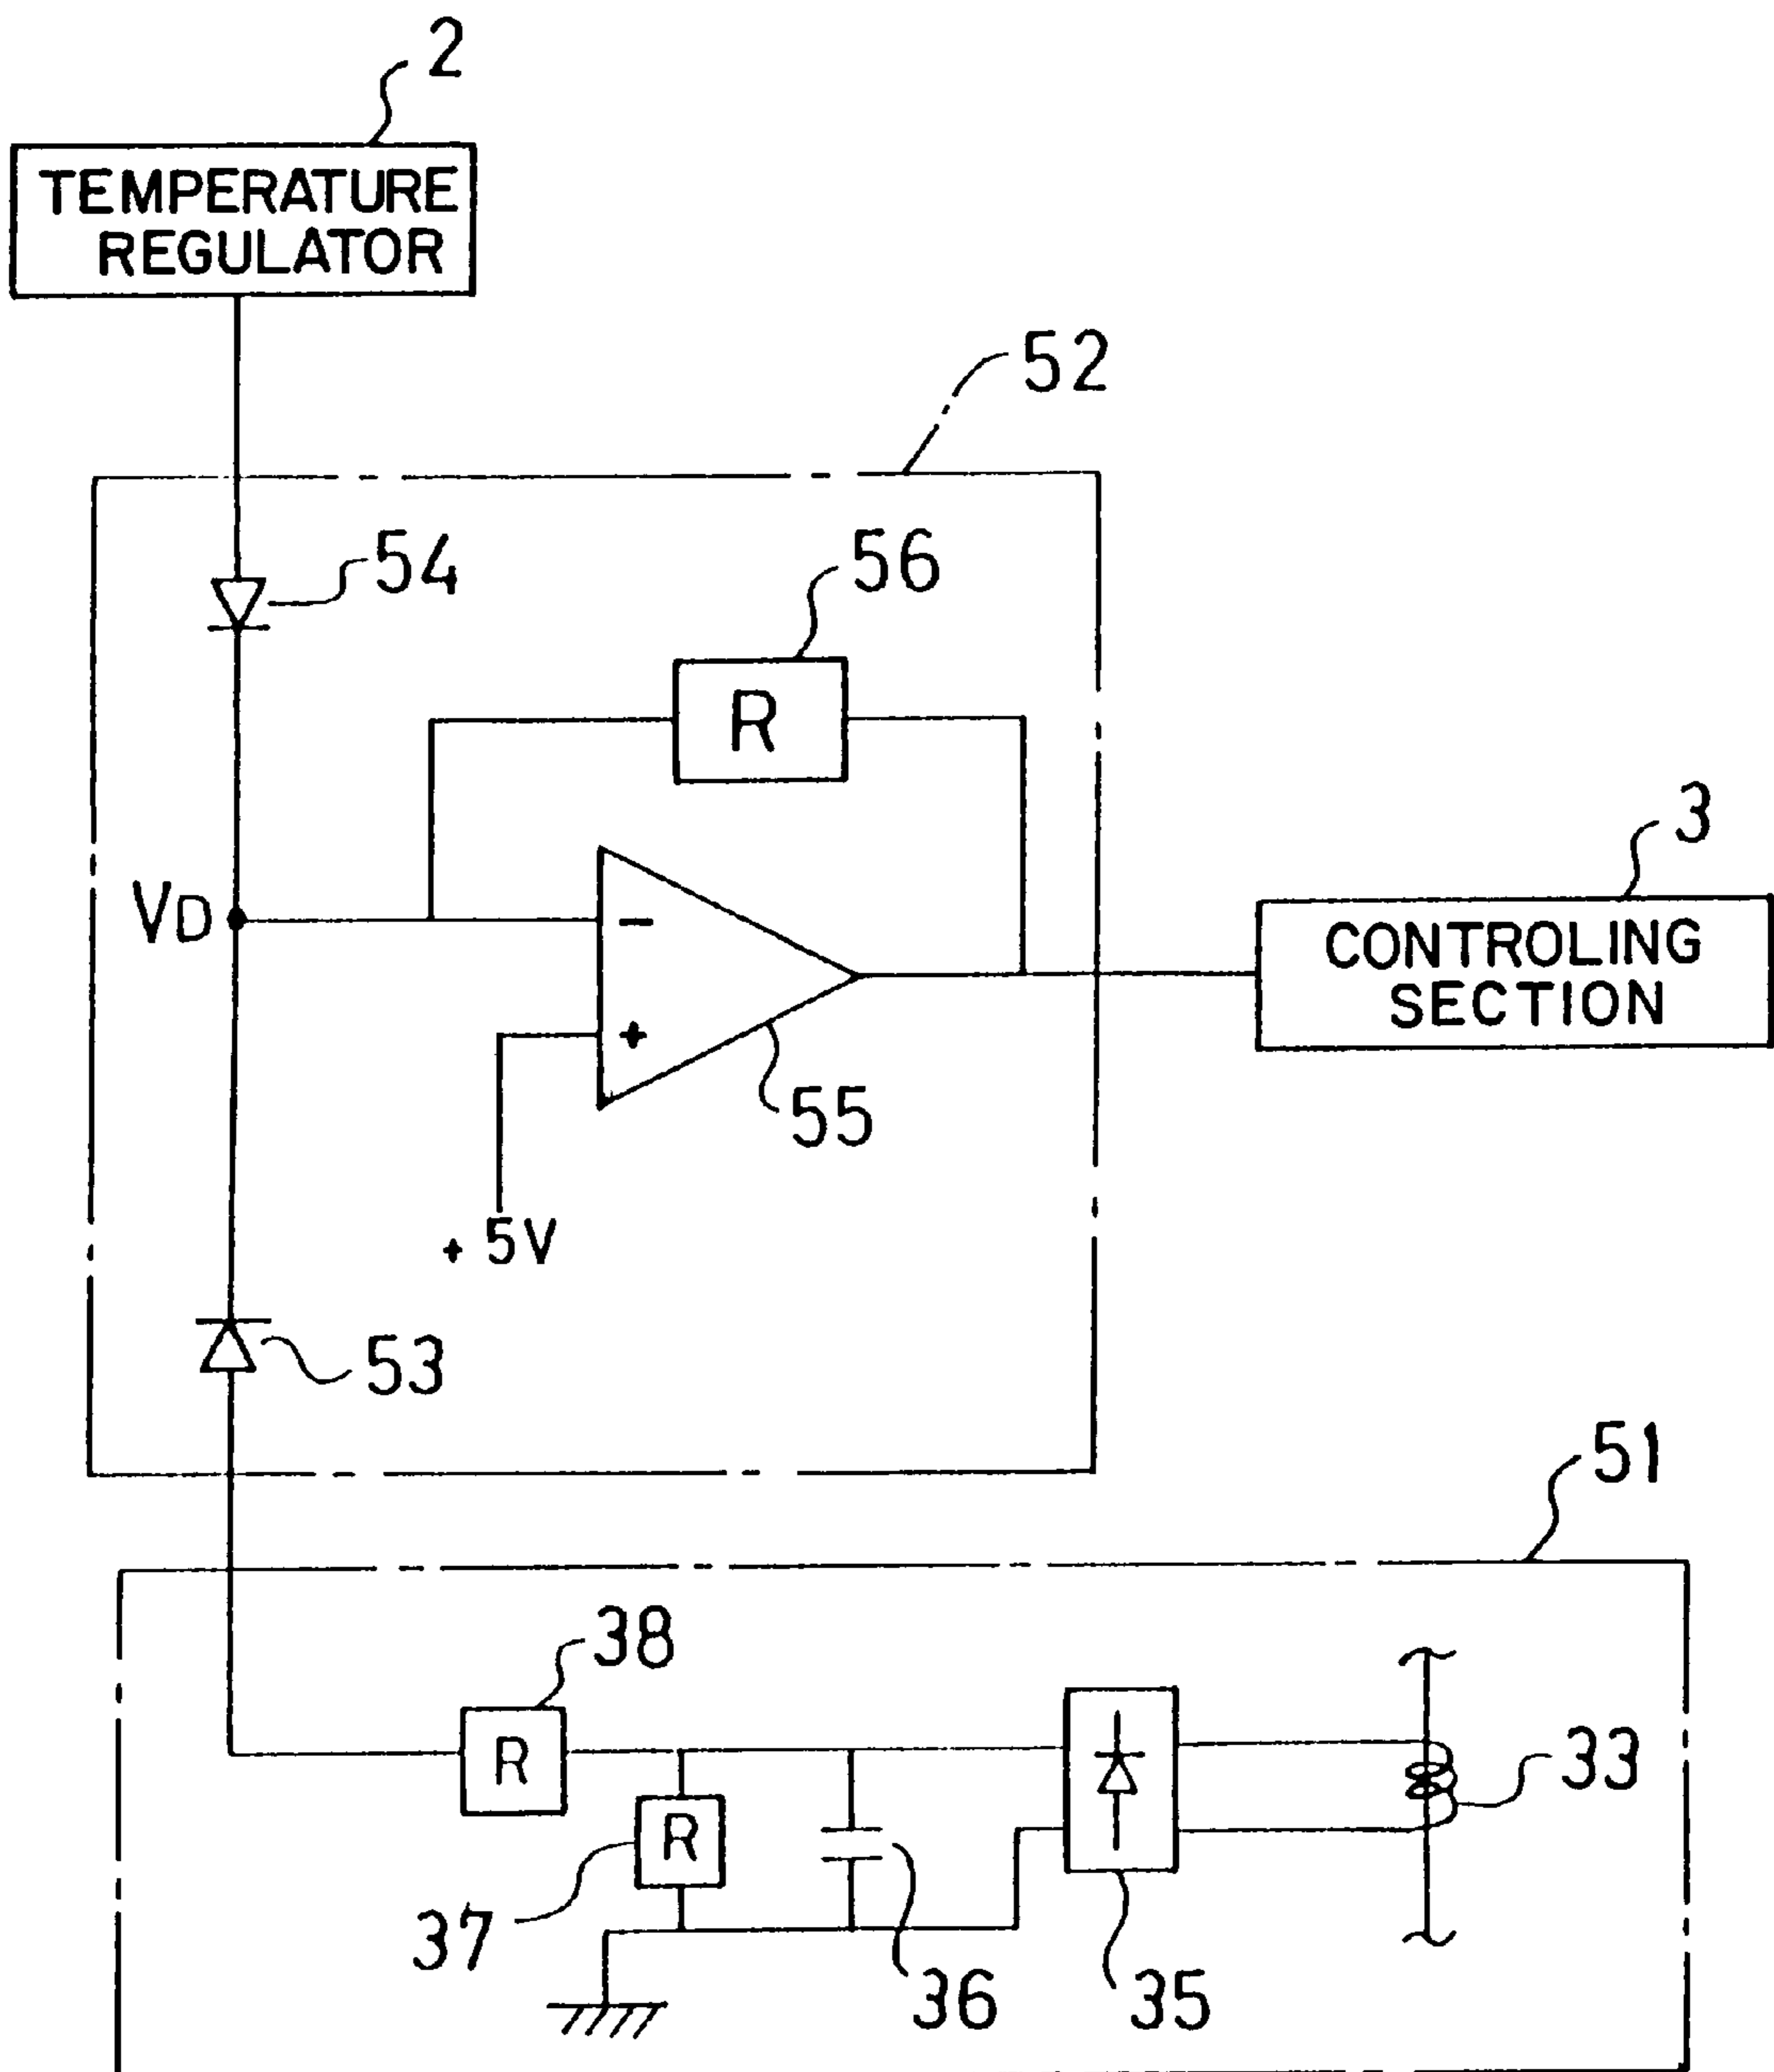 2
TEMPERATURE
REGULATOR
52
54
56
R
3
VD
−
CONTROLING
SECTION
+
55
+5V
53
51
38
R
33
R
37
36
35